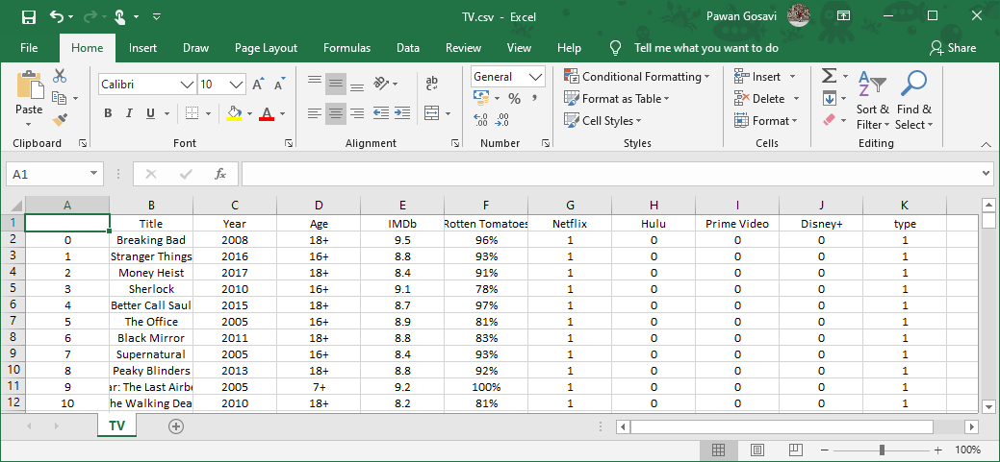 TV.csv - Excel
Pawan Gosavi
File Home Insert Draw Page Layout Formulas Data Review View Help Tell me what you want to do Share
Paste
Clipboard
Calibri 10
B I U A
Font
ab
Alignment
General
% ,
Number
Conditional Formatting
Format as Table
Cell Styles
Styles
Insert
Delete
Format
Cells
Sort & Filter
Find & Select
Editing
A1 fx
A B C D E F G H I J K
1 Title Year Age IMDb Rotten Tomatoes Netflix Hulu Prime Video Disney+ type
2 0 Breaking Bad 2008 18+ 9.5 96% 1 0 0 0 1
3 1 Stranger Things 2016 16+ 8.8 93% 1 0 0 0 1
4 2 Money Heist 2017 18+ 8.4 91% 1 0 0 0 1
5 3 Sherlock 2010 16+ 9.1 78% 1 0 0 0 1
6 4 Better Call Saul 2015 18+ 8.7 97% 1 0 0 0 1
7 5 The Office 2005 16+ 8.9 81% 1 0 0 0 1
8 6 Black Mirror 2011 18+ 8.8 83% 1 0 0 0 1
9 7 Supernatural 2005 16+ 8.4 93% 1 0 0 0 1
10 8 Peaky Blinders 2013 18+ 8.8 92% 1 0 0 0 1
11 9 ar: The Last Airbe 2005 7+ 9.2 100% 1 0 0 0 1
12 10 he Walking Dea 2010 18+ 8.2 81% 1 0 0 0 1
TV
100%